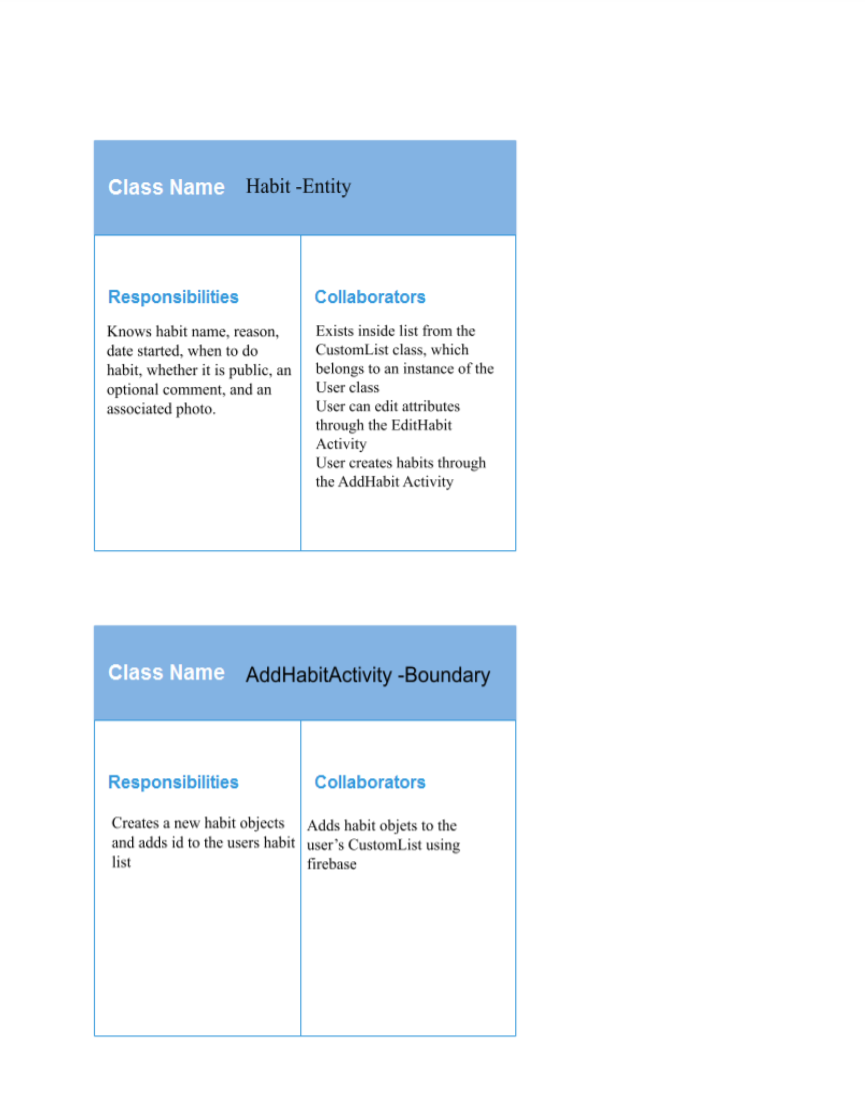 Class Name Habit -Entity
Responsibilities
Knows habit name, reason,
date started, when to do
habit, whether it is public, an
optional comment, and an
associated photo.
Collaborators
Exists inside list from the
CustomList class, which
belongs to an instance of the
User class
User can edit attributes
through the EditHabit
Activity
User creates habits through
the AddHabit Activity
Class Name AddHabitActivity -Boundary
Responsibilities
Creates a new habit objects
and adds id to the users habit
list
Collaborators
Adds habit objets to the
user’s CustomList using
firebase